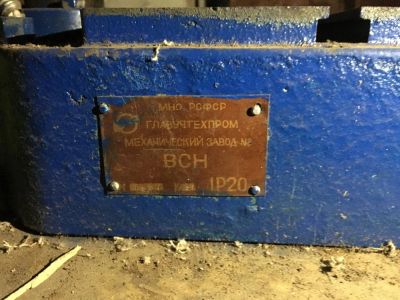 МНО РСФСР
ГЛАВУЧТЕХПРОМ
МЕХАНИЧЕСКИЙ ЗАВОД №
ВСН
IP20